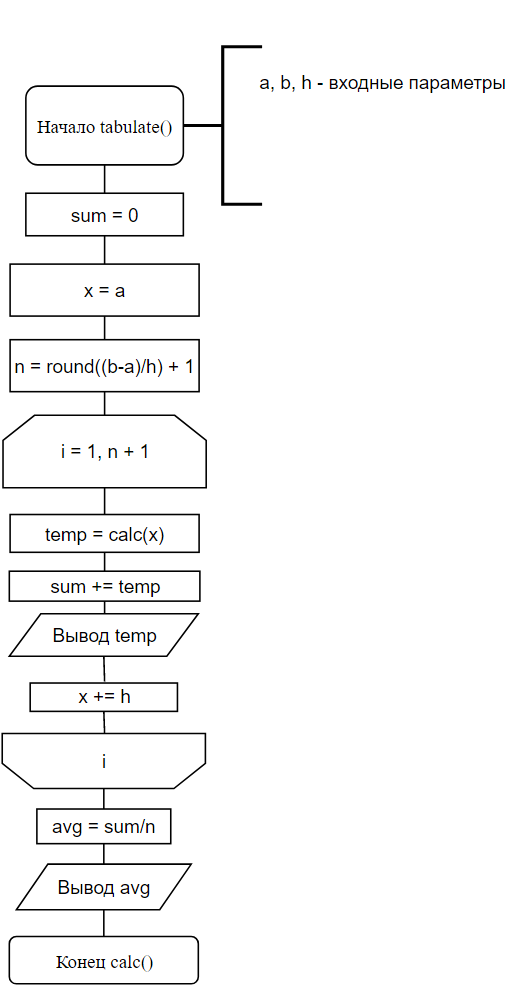 a, b, h - входные параметры
Начало tabulate()
sum = 0
x = a
n = round((b-a)/h) + 1
i = 1, n + 1
temp = calc(x)
sum += temp
Вывод temp
x += h
i
avg = sum/n
Вывод avg
Конец calc()